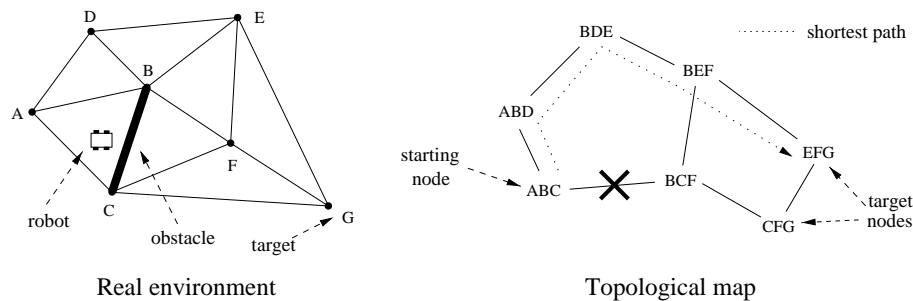 D
E
B
A
F
C
G
robot
obstacle
target
Real environment
shortest path
BDE
BEF
ABD
EFG
starting
node
ABC
BCF
CFG
target
nodes
Topological map